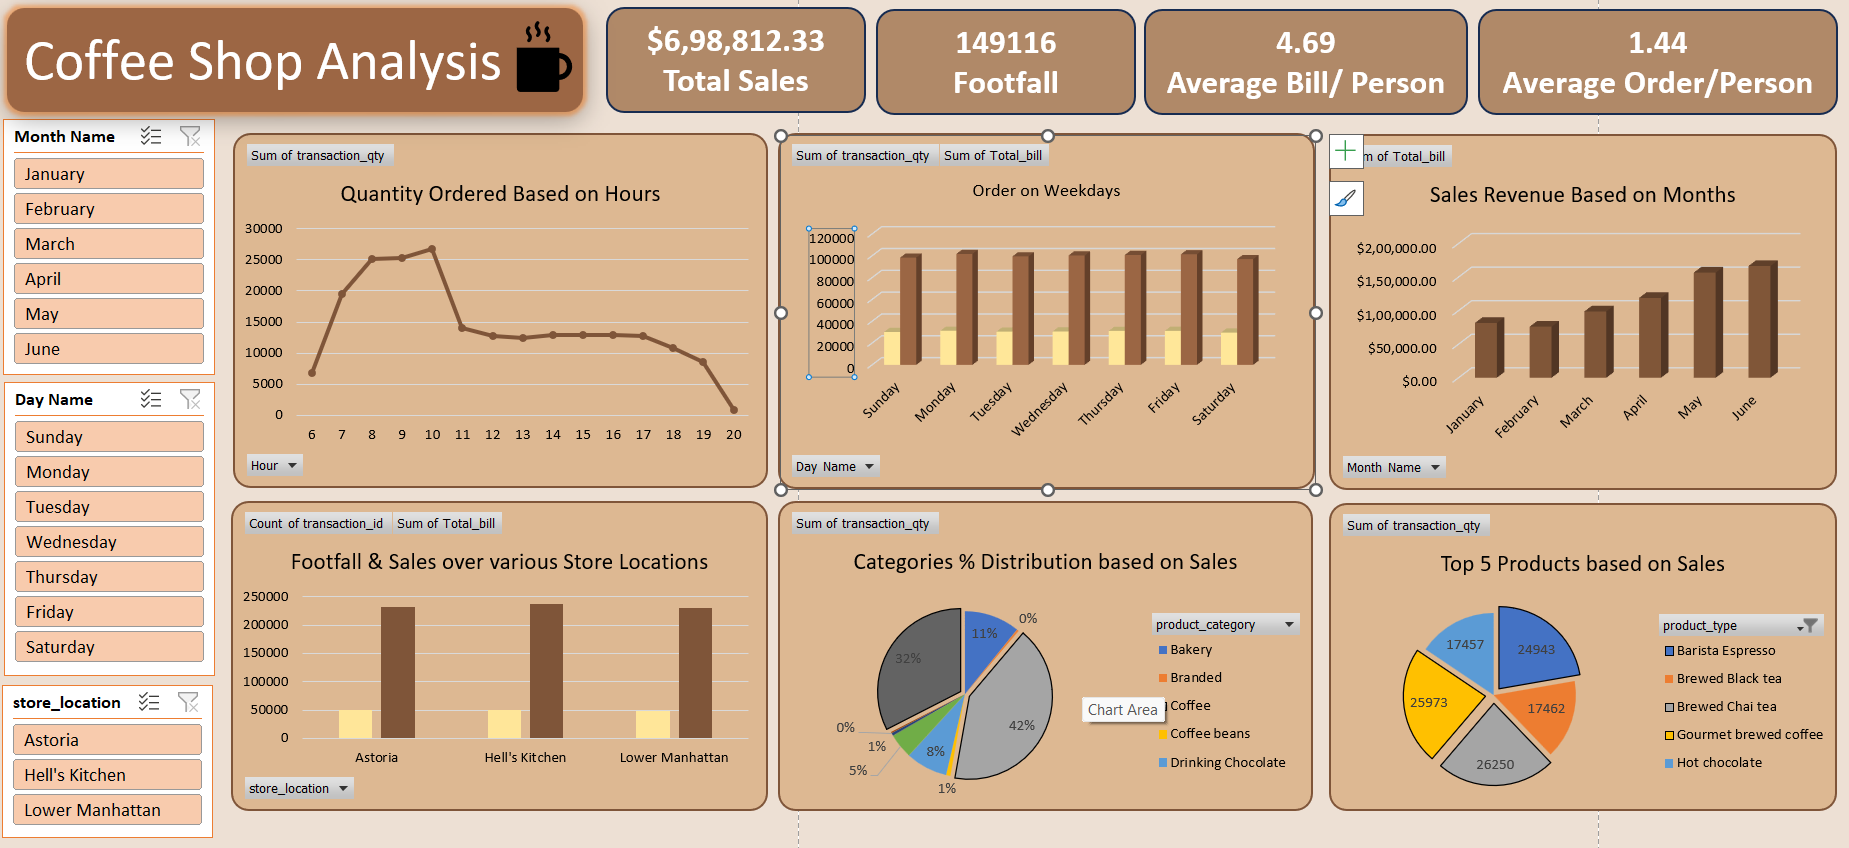 Coffee Shop Analysis
$6,98,812.33
Total Sales
149116
Footfall
4.69
Average Bill/ Person
1.44
Average Order/Person
Month Name
January
February
March
April
May
June
Day Name
Sunday
Monday
Tuesday
Wednesday
Thursday
Friday
Saturday
store_location
Astoria
Hell's Kitchen
Lower Manhattan
Sum of transaction_qty
Quantity Ordered Based on Hours
30000
25000
20000
15000
10000
5000
0
6 7 8 9 10 11 12 13 14 15 16 17 18 19 20
Hour
Sum of transaction_qty Sum of Total_bill
Order on Weekdays
120000
100000
80000
60000
40000
20000
0
Sunday Monday Tuesday Wednesday Thursday Friday Saturday
Day Name
m of Total_bill
Sales Revenue Based on Months
$2,00,000.00
$1,50,000.00
$1,00,000.00
$50,000.00
$0.00
January February March April May June
Month Name
Count of transaction_id Sum of Total_bill
Footfall & Sales over various Store Locations
250000
200000
150000
100000
50000
0
Astoria Hell's Kitchen Lower Manhattan
store_location
Sum of transaction_qty
Categories % Distribution based on Sales
11%
0%
32%
42%
0%
1%
5%
8%
1%
product_category
Bakery
Branded
Coffee
Coffee beans
Drinking Chocolate
Chart Area
Sum of transaction_qty
Top 5 Products based on Sales
17457
24943
25973
17462
26250
product_type
Barista Espresso
Brewed Black tea
Brewed Chai tea
Gourmet brewed coffee
Hot chocolate